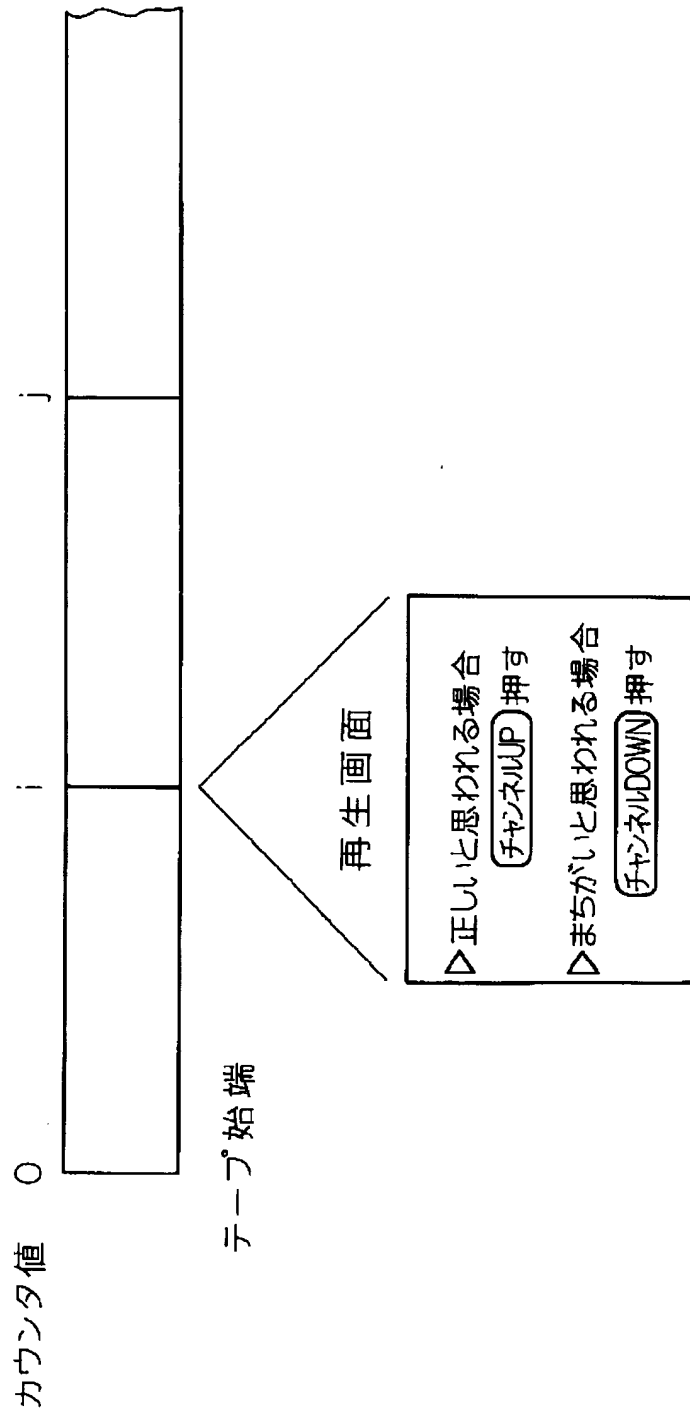 カウンタ値 0 i j
テープ始端
再生画面
▷正しいと思われる場合
チャンネルUP 押す
▷まちがいと思われる場合
チャンネルDOWN 押す